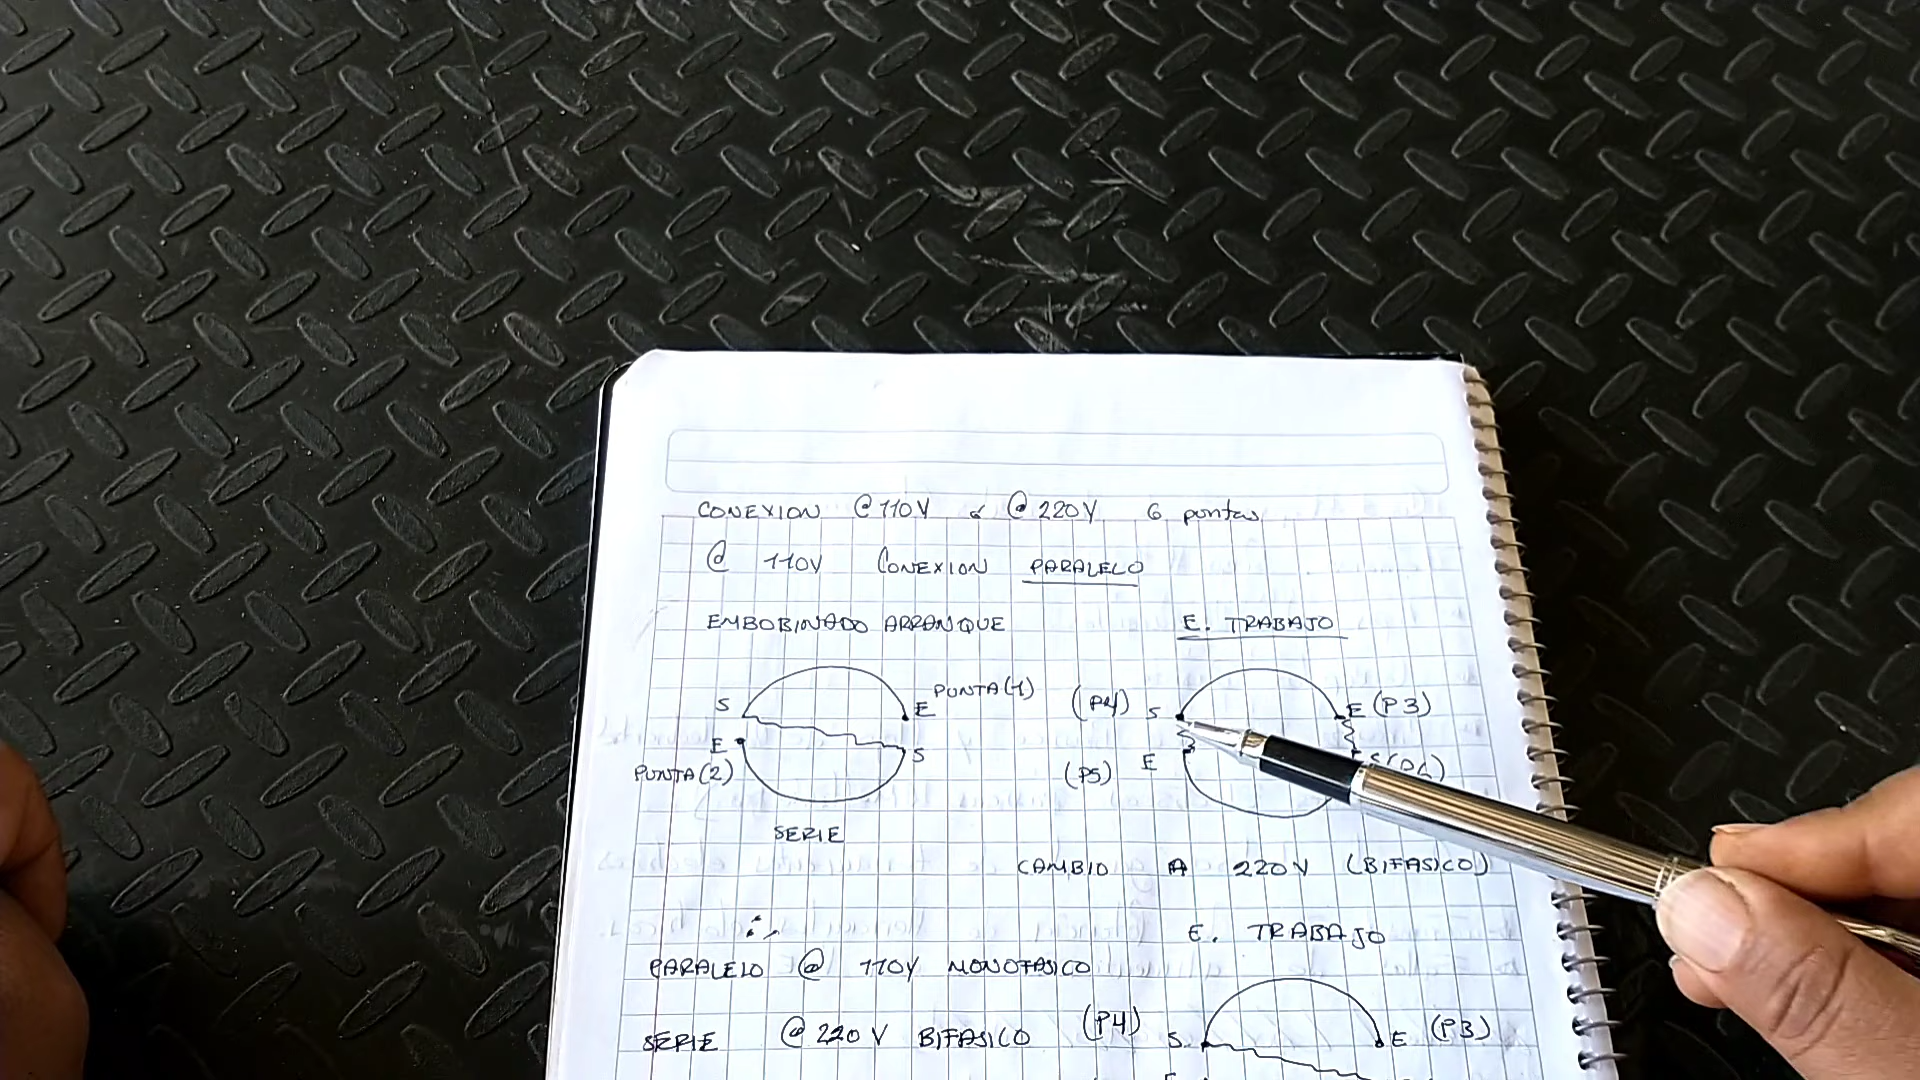 CONEXION @ 110V & @ 220V 6 puntas
@ 110V CONEXION PARALELO
EMBOBINADO ARRANQUE
E. TRABAJO
S
E PUNTA (1)
E
PUNTA (2)
S
SERIE
(P4) S
E (P3)
(P5) E
CAMBIO A 220V (BIFASICO)
PARALELO @ 110V MONOFASICO
SERIE @ 220V BIFASICO
E. TRABAJO
(P4) S
E (P3)